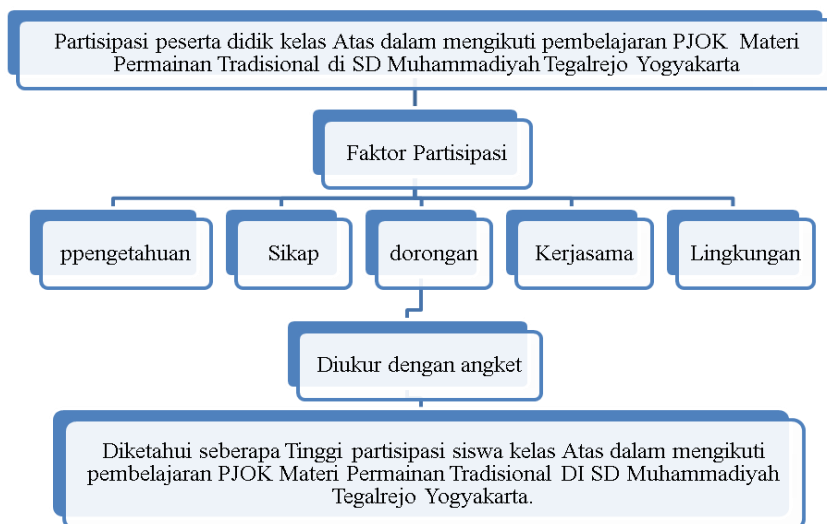 Partisipasi peserta didik kelas Atas dalam mengikuti pembelajaran PJOK Materi
Permainan Tradisional di SD Muhammadiyah Tegalrejo Yogyakarta
Faktor Partisipasi
ppengetahuan
Sikap
dorongan
Kerjasama
Lingkungan
Diukur dengan angket
Diketahui seberapa Tinggi partisipasi siswa kelas Atas dalam mengikuti
pembelajaran PJOK Materi Permainan Tradisional DI SD Muhammadiyah
Tegalrejo Yogyakarta.